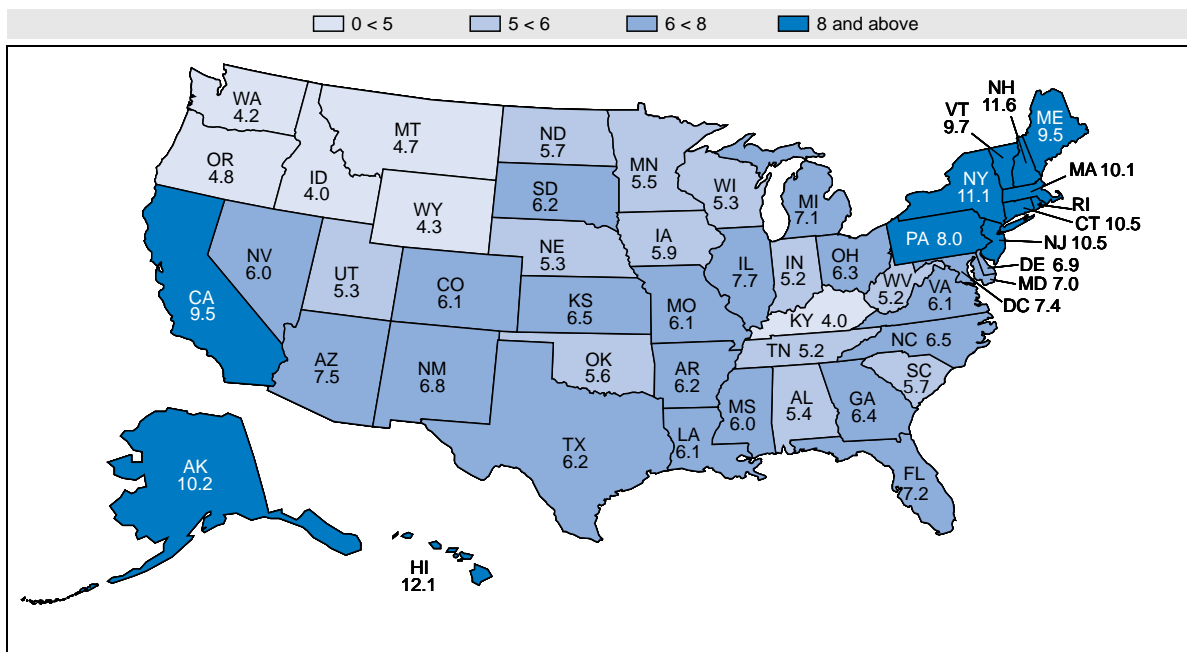 0 < 5
5 < 6
6 < 8
8 and above
WA
4.2
OR
4.8
CA
9.5
ID
4.0
NV
6.0
MT
4.7
WY
4.3
UT
5.3
AZ
7.5
CO
6.1
NM
6.8
ND
5.7
SD
6.2
NE
5.3
KS
6.5
OK
5.6
TX
6.2
MN
5.5
IA
5.9
MO
6.1
AR
6.2
LA
6.1
WI
5.3
IL
7.7
MS
6.0
MI
7.1
IN
5.2
OH
6.3
KY 4.0
TN 5.2
AL
5.4
GA
6.4
FL
7.2
SC
5.7
NC 6.5
WV
5.2
VA
6.1
PA 8.0
NY
11.1
VT
9.7
NH
11.6
ME
9.5
MA 10.1
RI
CT 10.5
NJ 10.5
DE 6.9
MD 7.0
DC 7.4
AK
10.2
HI
12.1